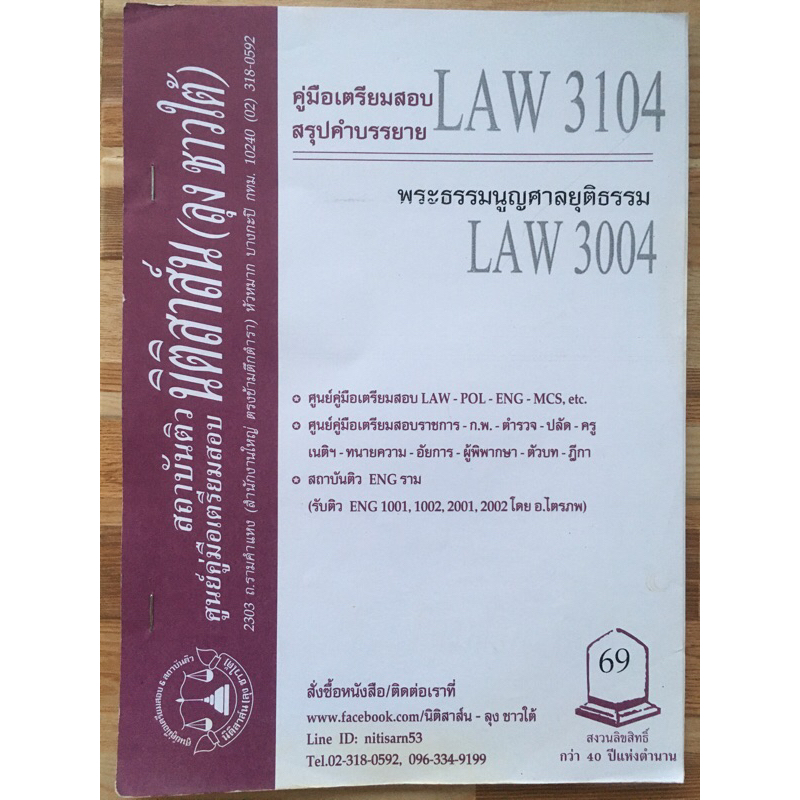 สถาบันติว
ศูนย์คู่มือเตรียมสอบ
นิติสาส์น (ลุง ชาวใต้)
2303 ถ.รามคำแหง (สำนักงานใหญ่ ตรงข้ามตึกตำรา) หัวหมาก บางกะปิ กทม. 10240 (02) 318-0592
คู่มือเตรียมสอบ
สรุปคำบรรยาย
LAW 3104
พระธรรมนูญศาลยุติธรรม
LAW 3004
ศูนย์คู่มือเตรียมสอบ LAW - POL - ENG - MCS, etc.
ศูนย์คู่มือเตรียมสอบราชการ - ก.พ. - ตำรวจ - ปลัด - ครู
เนติฯ - ทนายความ - อัยการ - ผู้พิพากษา - ตัวบท - ฎีกา
สถาบันติว ENG ราม
(รับติว ENG 1001, 1002, 2001, 2002 โดย อ.ไตรภพ)
สั่งซื้อหนังสือ/ติดต่อเราที่
www.facebook.com/นิติสาส์น - ลุง ชาวใต้
Line ID: nitisarn53
Tel.02-318-0592, 096-334-9199
69
สงวนลิขสิทธิ์
กว่า 40 ปีแห่งตำนาน
นิติสาส์น (ลุง ชาวใต้)